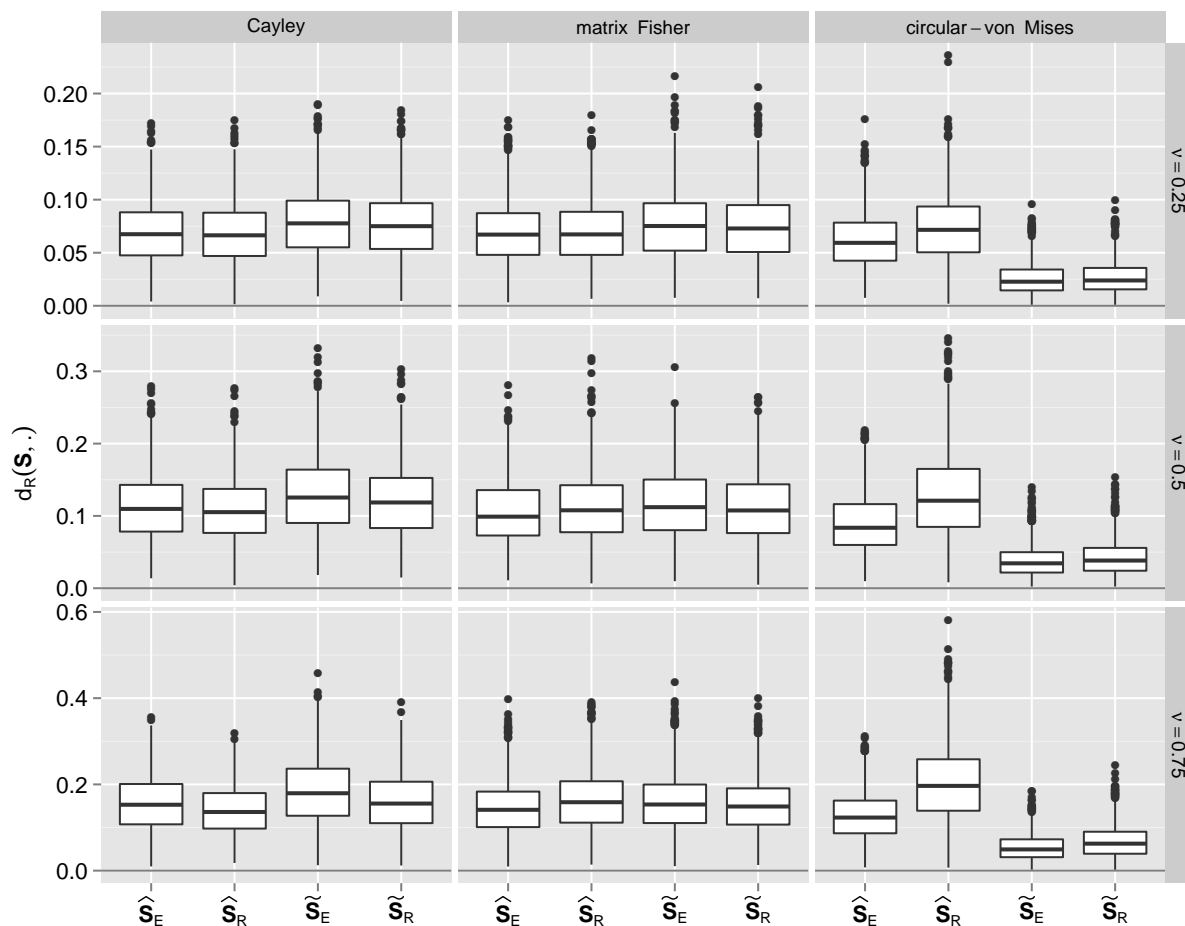 Cayley
matrix Fisher
circular − von Mises
d_R(S, .)
0.20
0.15
0.10
0.05
0.00
ν = 0.25
0.3
0.2
0.1
0.0
ν = 0.5
0.6
0.4
0.2
0.0
ν = 0.75
Ŝ_E Ŝ_R S̃_E S̃_R
Ŝ_E Ŝ_R S̃_E S̃_R
Ŝ_E Ŝ_R S̃_E S̃_R